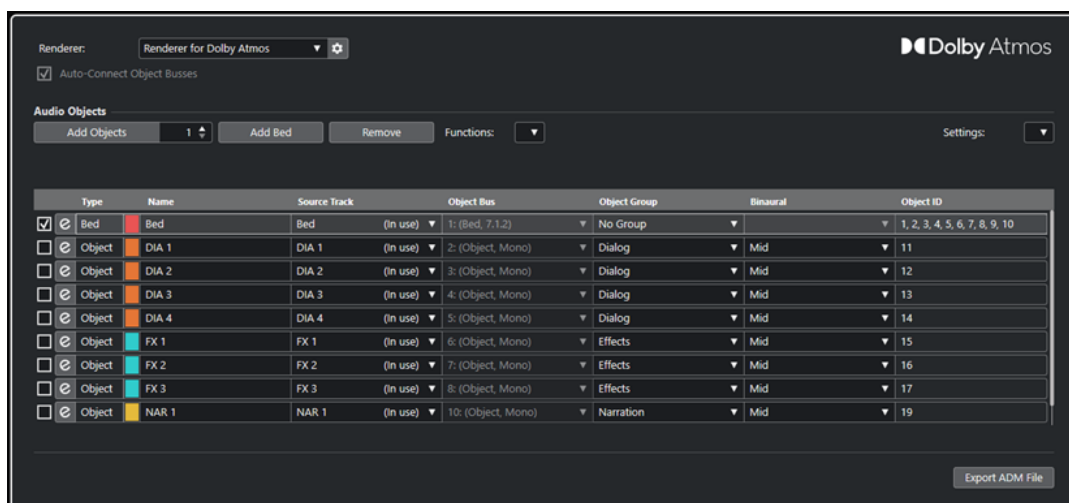 Renderer: Renderer for Dolby Atmos
Dolby Atmos
Auto-Connect Object Busses
Audio Objects
Add Objects 1 Add Bed Remove Functions: Settings:
Type Name Source Track Object Bus Object Group Binaural Object ID
e Bed Bed Bed (In use) 1: (Bed, 7.1.2) No Group 1, 2, 3, 4, 5, 6, 7, 8, 9, 10
e Object DIA 1 DIA 1 (In use) 2: (Object, Mono) Dialog Mid 11
e Object DIA 2 DIA 2 (In use) 3: (Object, Mono) Dialog Mid 12
e Object DIA 3 DIA 3 (In use) 4: (Object, Mono) Dialog Mid 13
e Object DIA 4 DIA 4 (In use) 5: (Object, Mono) Dialog Mid 14
e Object FX 1 FX 1 (In use) 6: (Object, Mono) Effects Mid 15
e Object FX 2 FX 2 (In use) 7: (Object, Mono) Effects Mid 16
e Object FX 3 FX 3 (In use) 8: (Object, Mono) Effects Mid 17
e Object NAR 1 NAR 1 (In use) 10: (Object, Mono) Narration Mid 19
Export ADM File